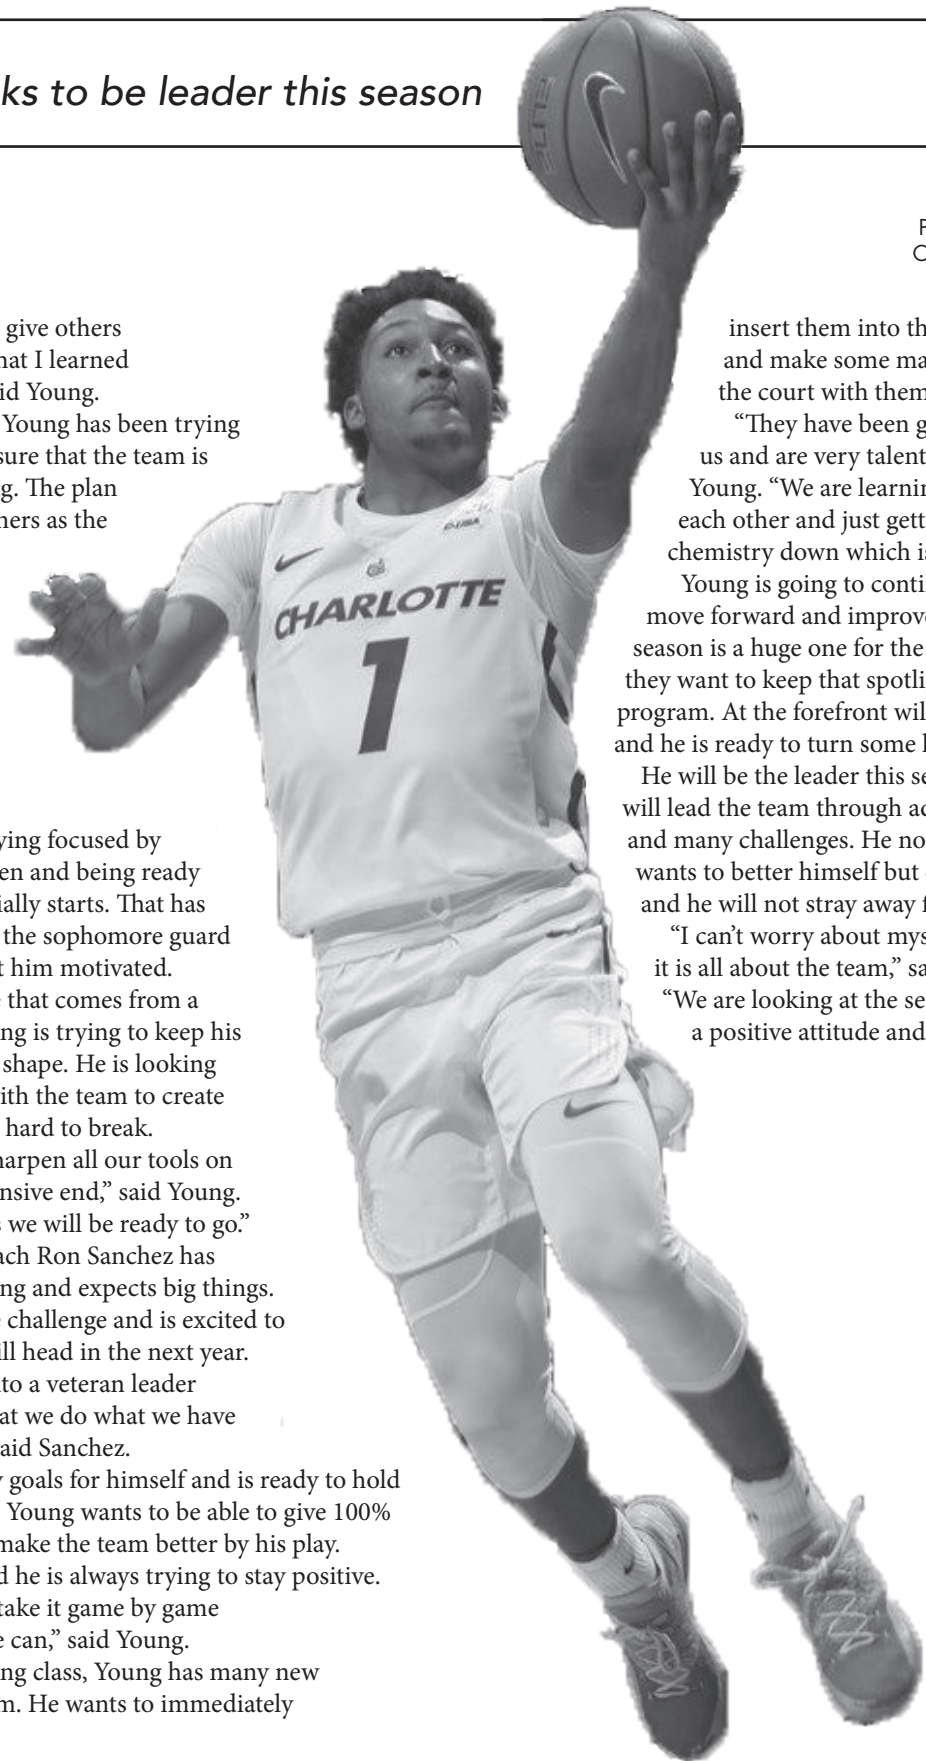 ks to be leader this season
ELITE
P
C
give others
hat I learned
id Young.
Young has been trying
sure that the team is
g. The plan
hers as the
C-USA
CHARLOTTE
1
ying focused by
en and being ready
ially starts. That has
the sophomore guard
t him motivated.
e that comes from a
ng is trying to keep his
shape. He is looking
ith the team to create
hard to break.
harpen all our tools on
nsive end,” said Young.
s we will be ready to go.”
ach Ron Sanchez has
ng and expects big things.
e challenge and is excited to
ill head in the next year.
to a veteran leader
at we do what we have
aid Sanchez.
y goals for himself and is ready to hold
Young wants to be able to give 100%
make the team better by his play.
d he is always trying to stay positive.
take it game by game
e can,” said Young.
ng class, Young has many new
m. He wants to immediately
insert them into th
and make some ma
the court with them
“They have been g
us and are very talent
Young. “We are learnin
each other and just gett
chemistry down which is
Young is going to conti
move forward and improv
season is a huge one for the
they want to keep that spotli
program. At the forefront wil
and he is ready to turn some
He will be the leader this se
will lead the team through ad
and many challenges. He no
wants to better himself but
and he will not stray away f
“I can’t worry about mys
it is all about the team,” sa
“We are looking at the se
a positive attitude and